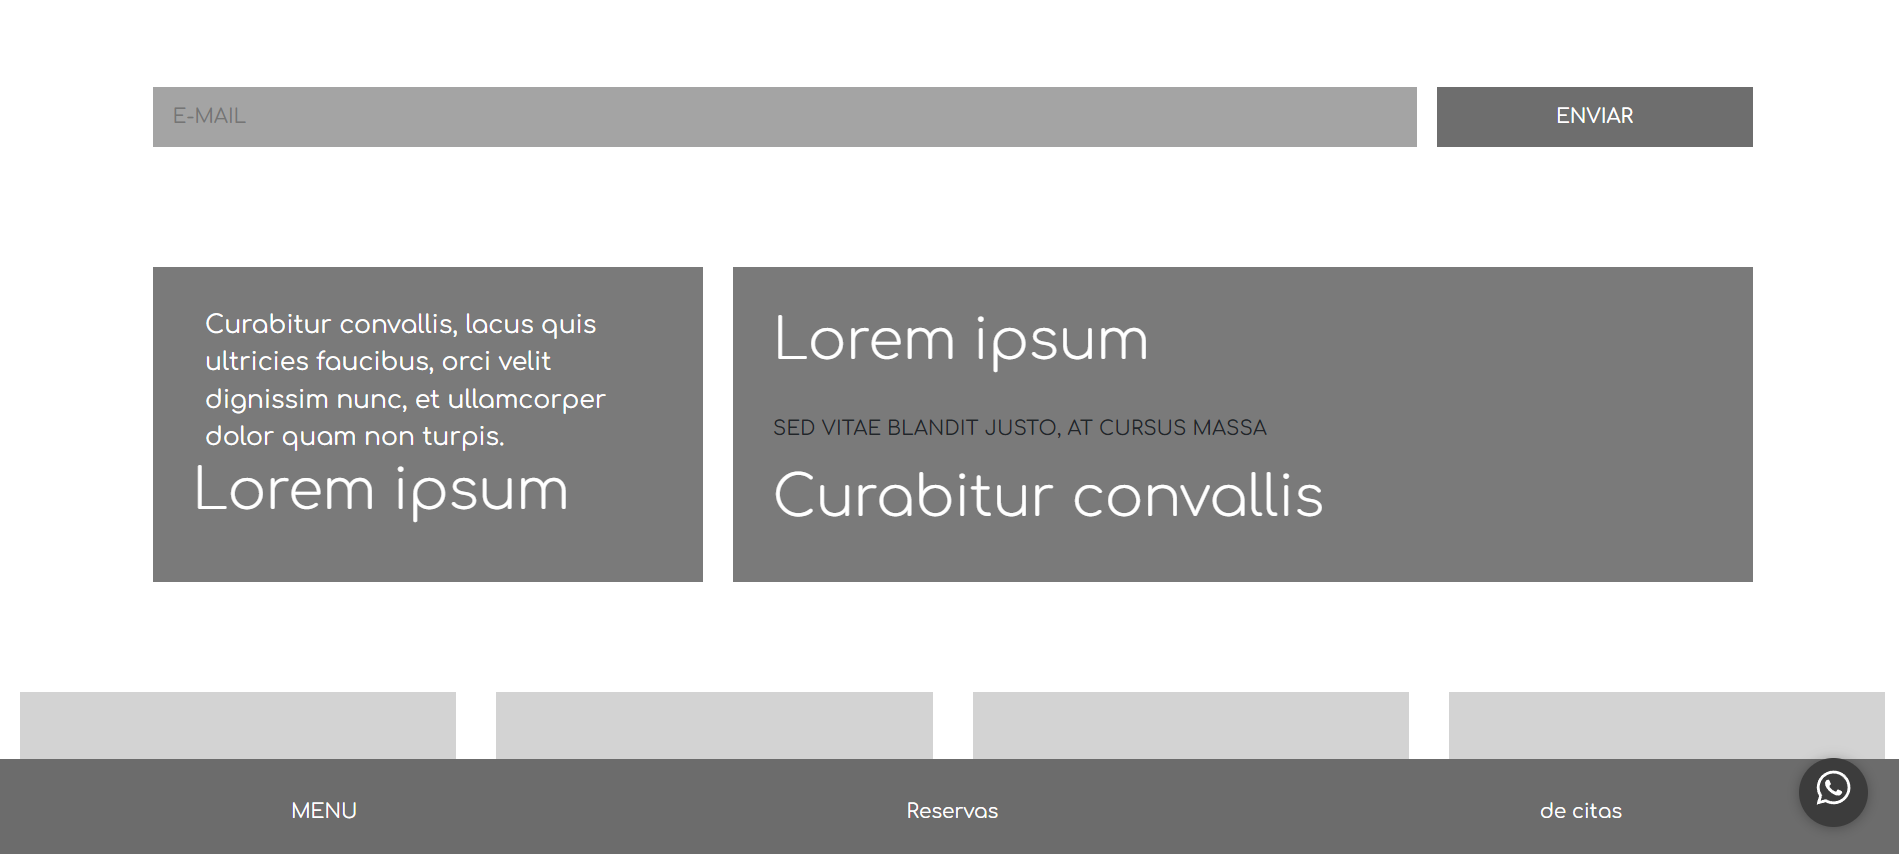 E-MAIL
ENVIAR
Curabitur convallis, lacus quis
ultricies faucibus, orci velit
dignissim nunc, et ullamcorper
dolor quam non turpis.
Lorem ipsum
Lorem ipsum
SED VITAE BLANDIT JUSTO, AT CURSUS MASSA
Curabitur convallis
MENU
Reservas
de citas